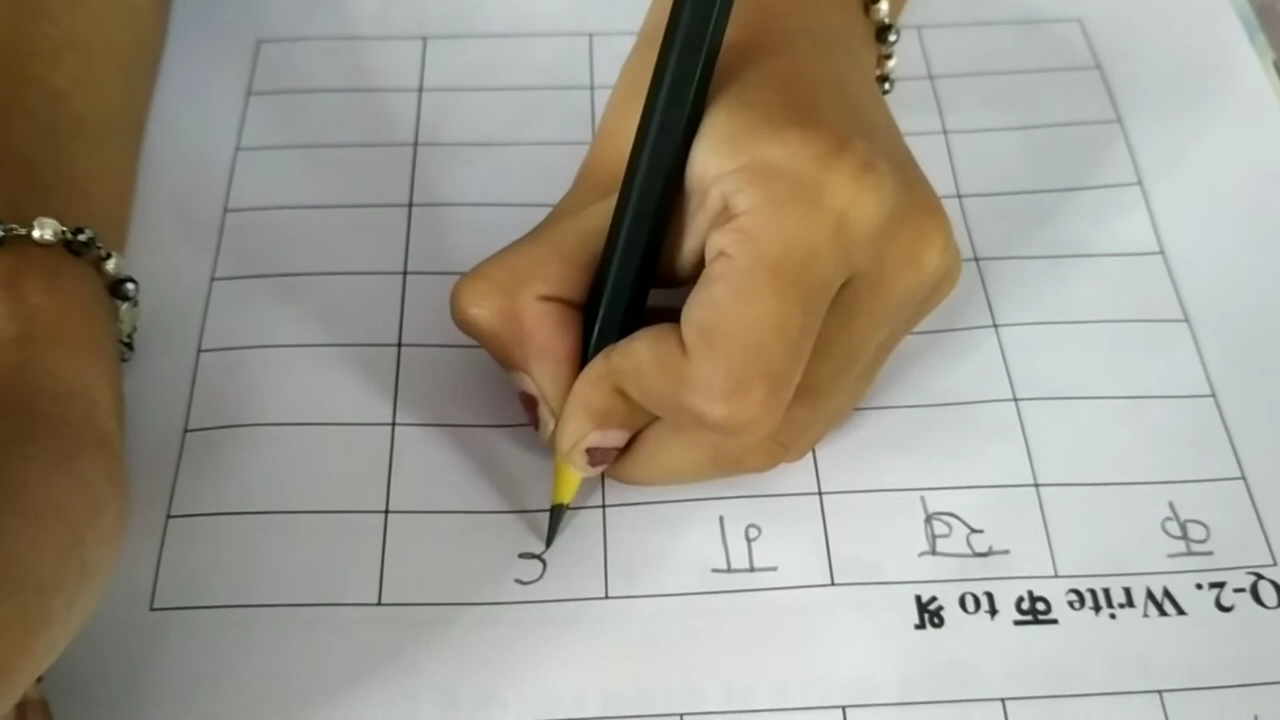 Q-2. Write क to श्र
क ख ग